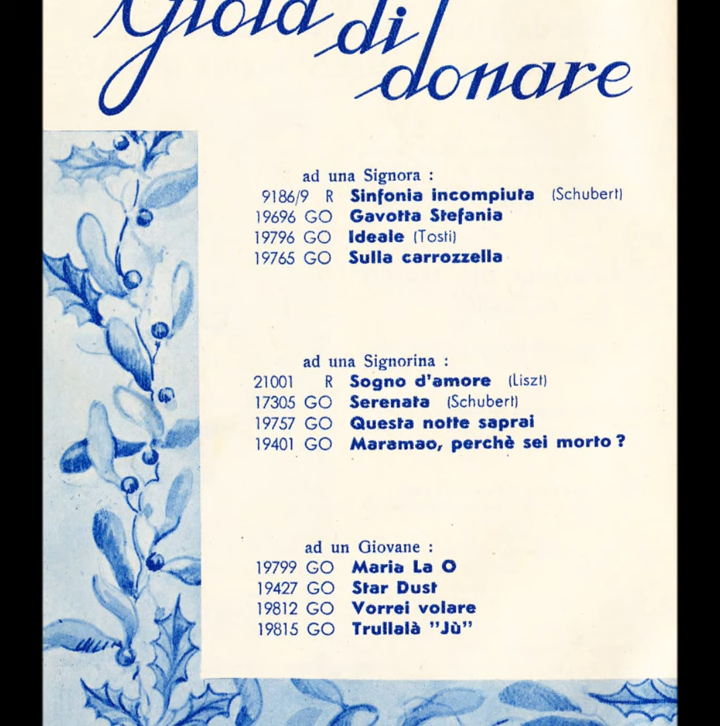 Gioia di
donare
ad una Signora :
9186/9 R Sinfonia incompiuta (Schubert)
19696 GO Gavotta Stefania
19796 GO Ideale (Tosti)
19765 GO Sulla carrozzella
ad una Signorina :
21001 R Sogno d'amore (Liszt)
17305 GO Serenata (Schubert)
19757 GO Questa notte saprai
19401 GO Maramao, perchè sei morto ?
ad un Giovane :
19799 GO Maria La O
19427 GO Star Dust
19812 GO Vorrei volare
19815 GO Trullalà ”Jù”